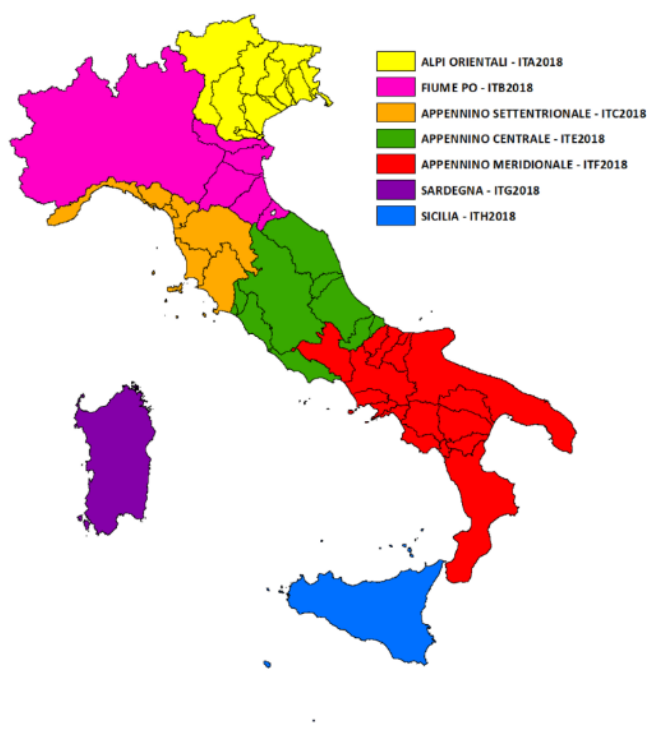 ALPI ORIENTALI - ITA2018
FIUME PO - ITB2018
APPENNINO SETTENTRIONALE - ITC2018
APPENNINO CENTRALE - ITE2018
APPENNINO MERIDIONALE - ITF2018
SARDEGNA - ITG2018
SICILIA - ITH2018